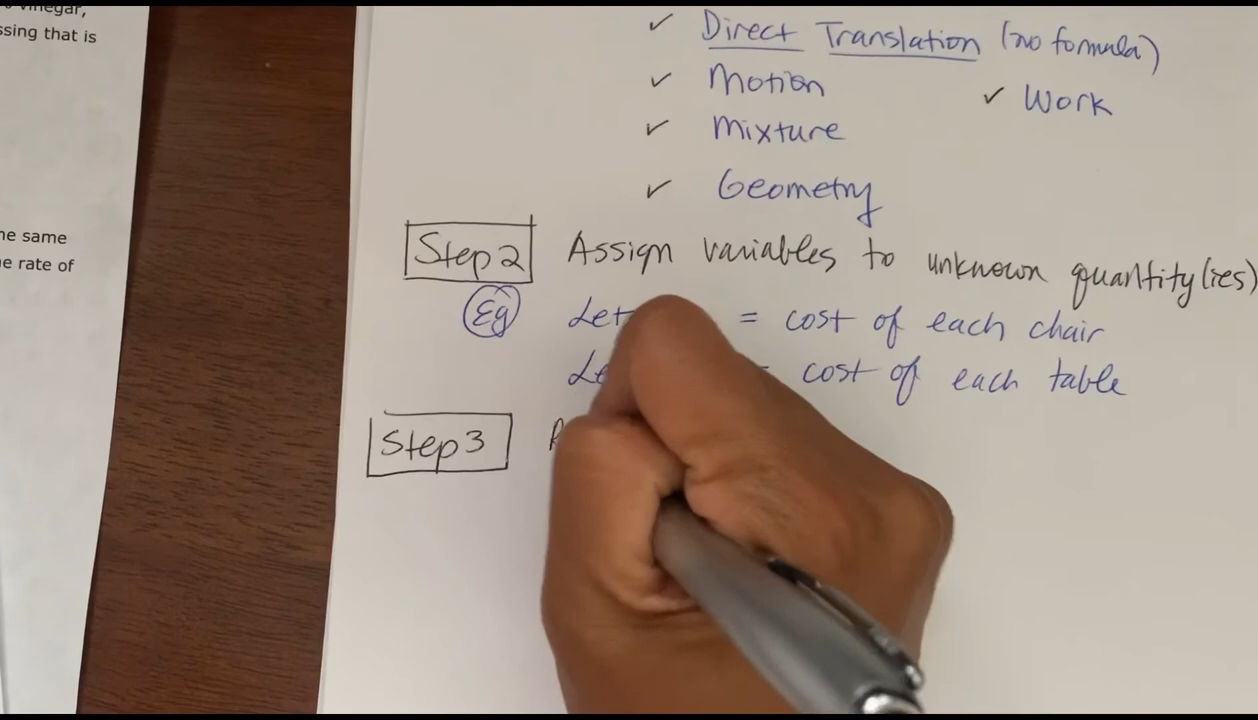 vinegar,
ssing that is
he same
e rate of
✓ Direct Translation (no formula)
✓ Motion ✓ Work
✓ Mixture
✓ Geometry
Step 2 Assign variables to unknown quantity(ies)
Eg Let = cost of each chair
= cost of each table
Step 3